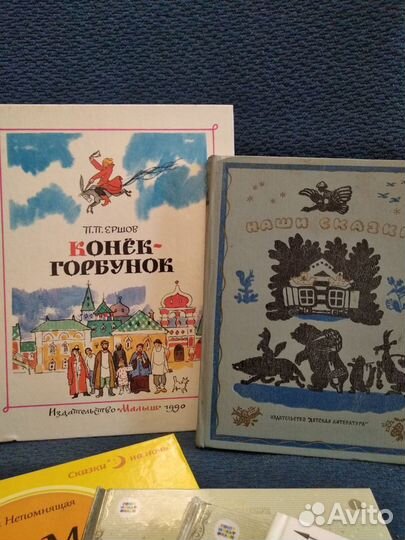 П.П. ЕРШОВ
КОНЁК-
ГОРБУНОК
Издательство „Малыш" 1990
НАШИ СКАЗКИ
ИЗДАТЕЛЬСТВО "ДЕТСКАЯ ЛИТЕРАТУРА"
Сказки на ночь
Непомнящая
Avito